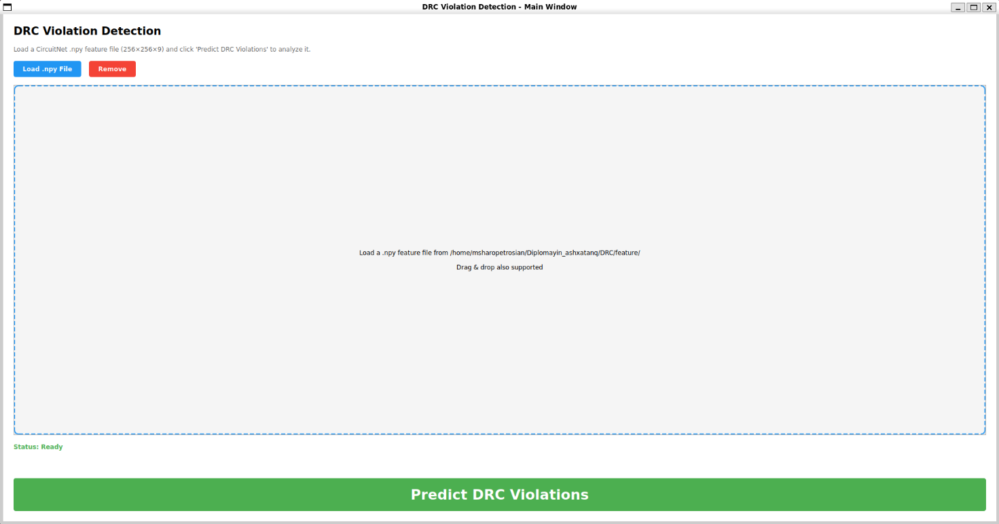 DRC Violation Detection - Main Window
DRC Violation Detection
Load a CircuitNet .npy feature file (256×256×9) and click 'Predict DRC Violations' to analyze it.
Load .npy File
Remove
Load a .npy feature file from /home/msharopetrosian/Diplomayin_ashxatanq/DRC/feature/
Drag & drop also supported
Status: Ready
Predict DRC Violations